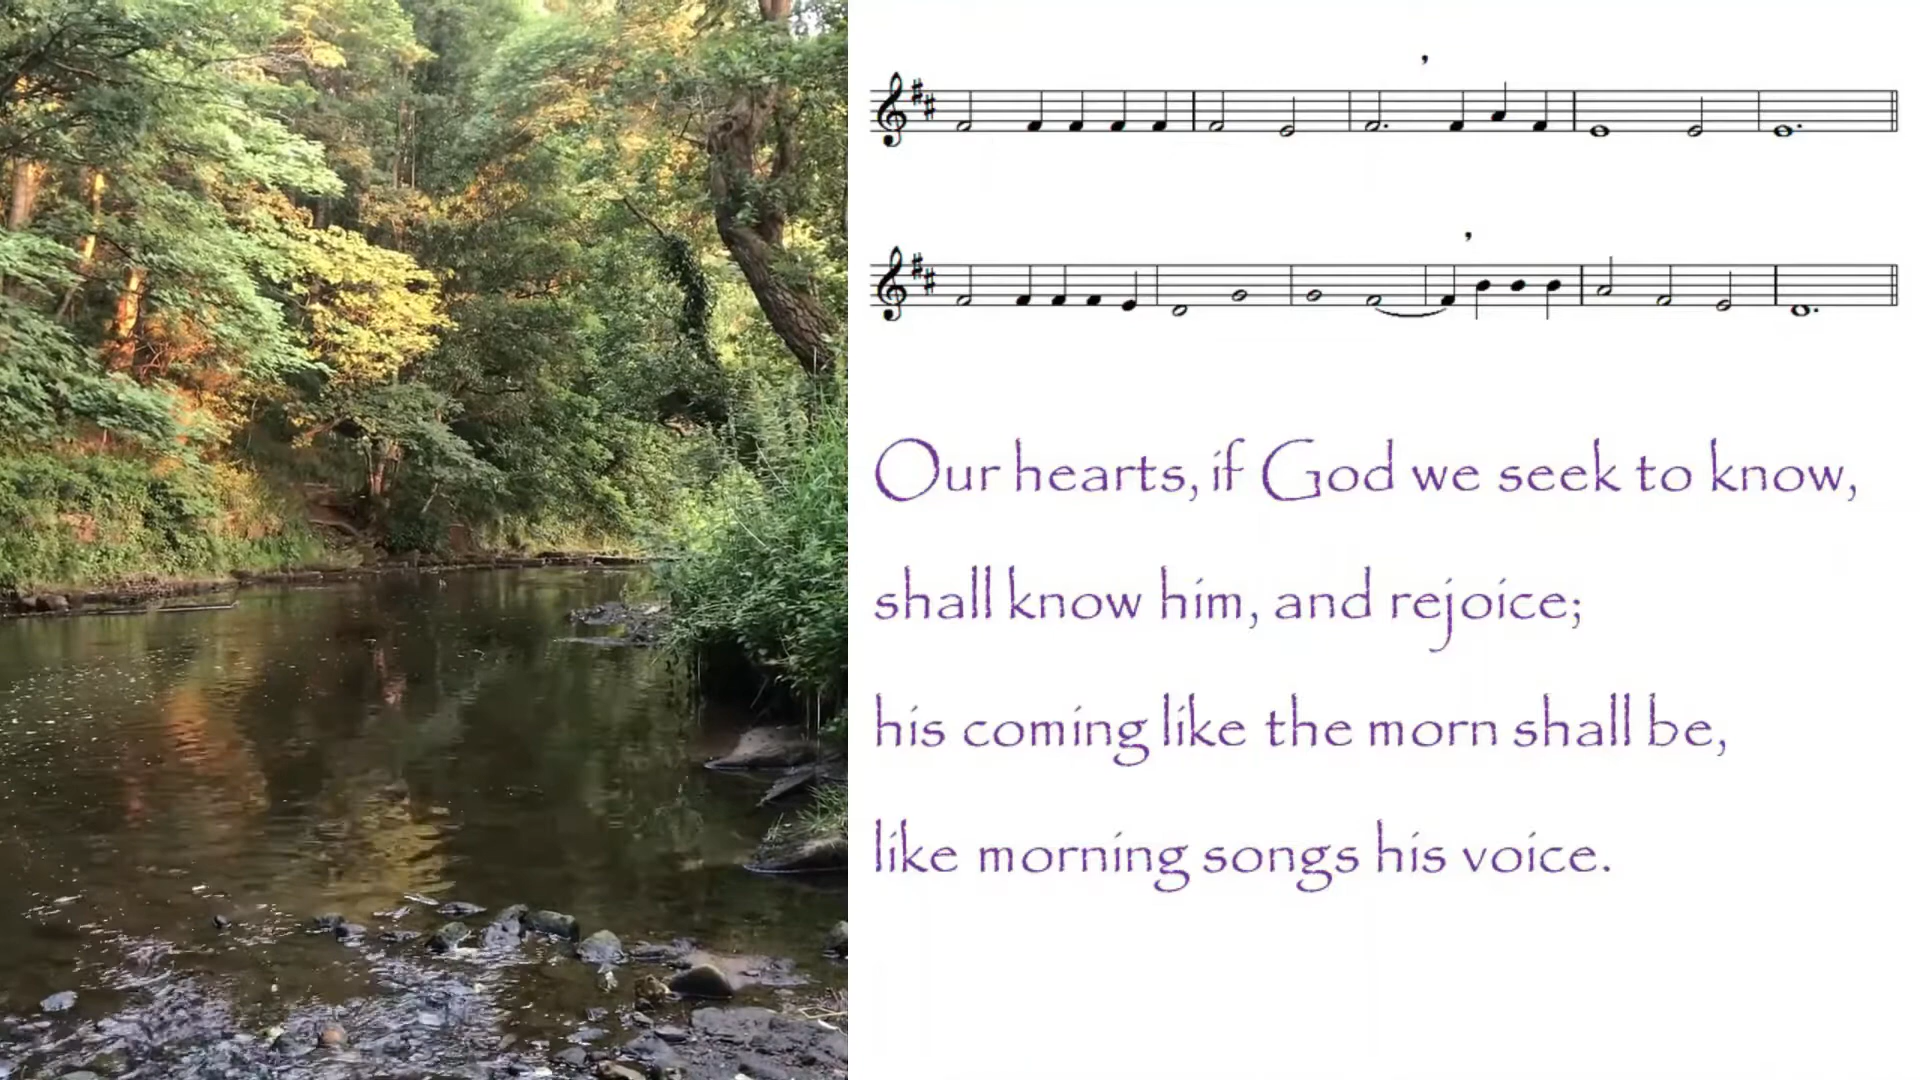 Our hearts, if God we seek to know,
shall know him, and rejoice;
his coming like the morn shall be,
like morning songs his voice.